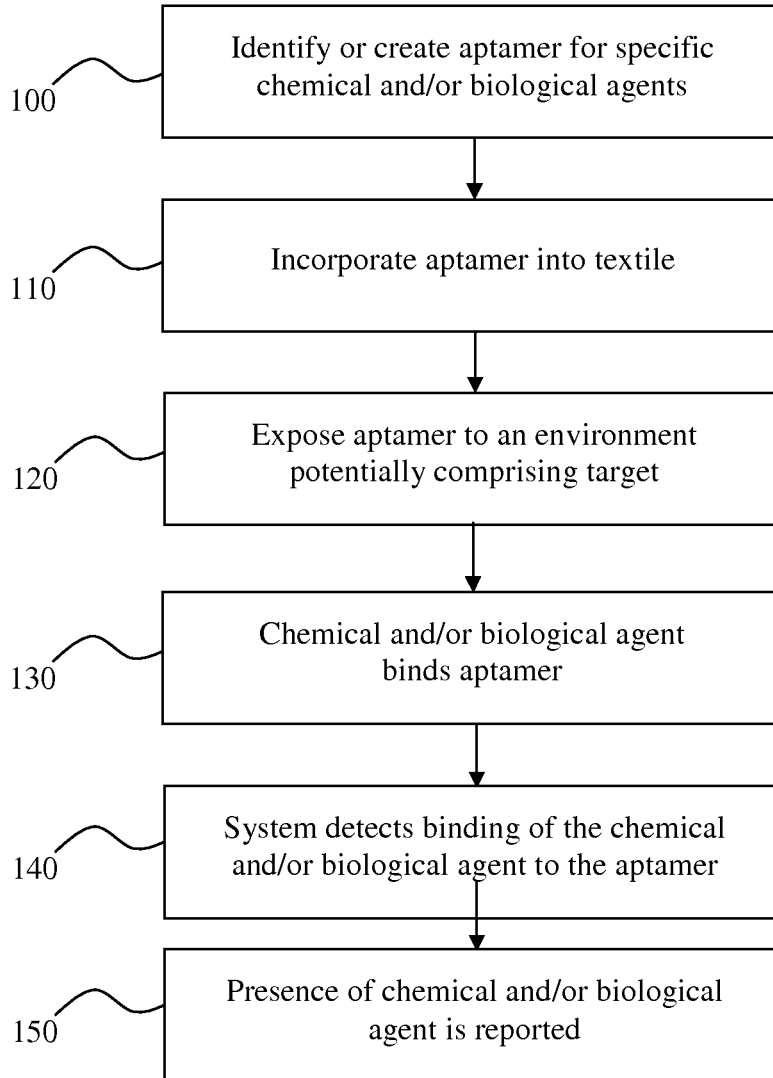 Identify or create aptamer for specific
chemical and/or biological agents
100
Incorporate aptamer into textile
110
Expose aptamer to an environment
potentially comprising target
120
Chemical and/or biological agent
binds aptamer
130
System detects binding of the chemical
and/or biological agent to the aptamer
140
Presence of chemical and/or biological
agent is reported
150